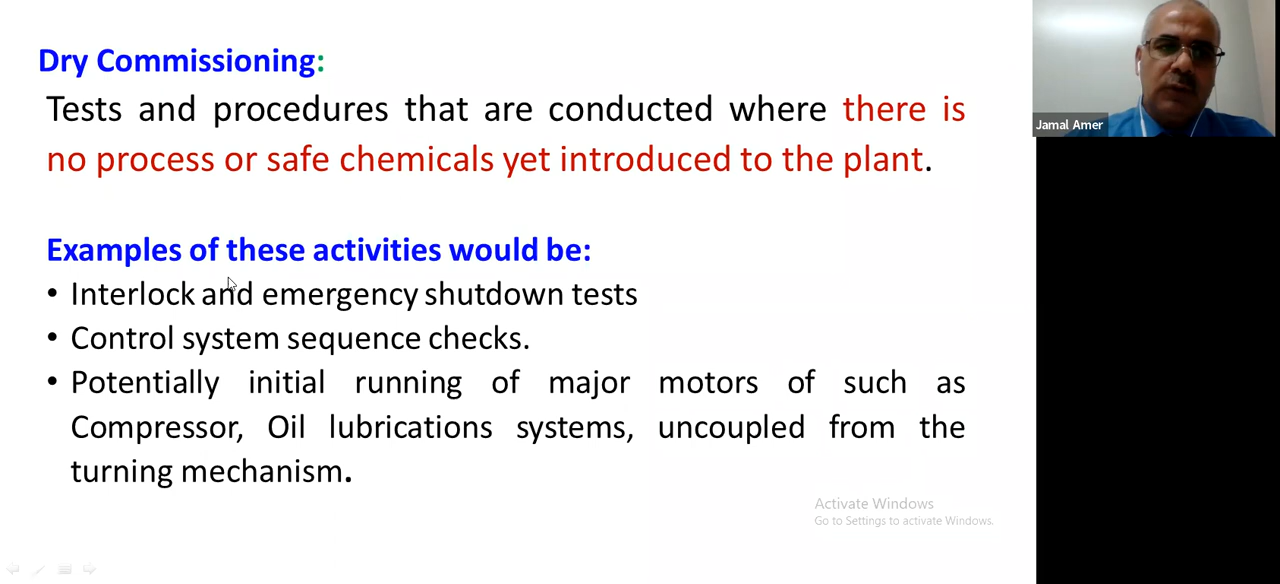 Dry Commissioning:
Tests and procedures that are conducted where there is
no process or safe chemicals yet introduced to the plant.
Examples of these activities would be:
• Interlock and emergency shutdown tests
• Control system sequence checks.
• Potentially initial running of major motors of such as
Compressor, Oil lubrications systems, uncoupled from the
turning mechanism.
Activate Windows
Go to Settings to activate Windows.
Jamal Amer